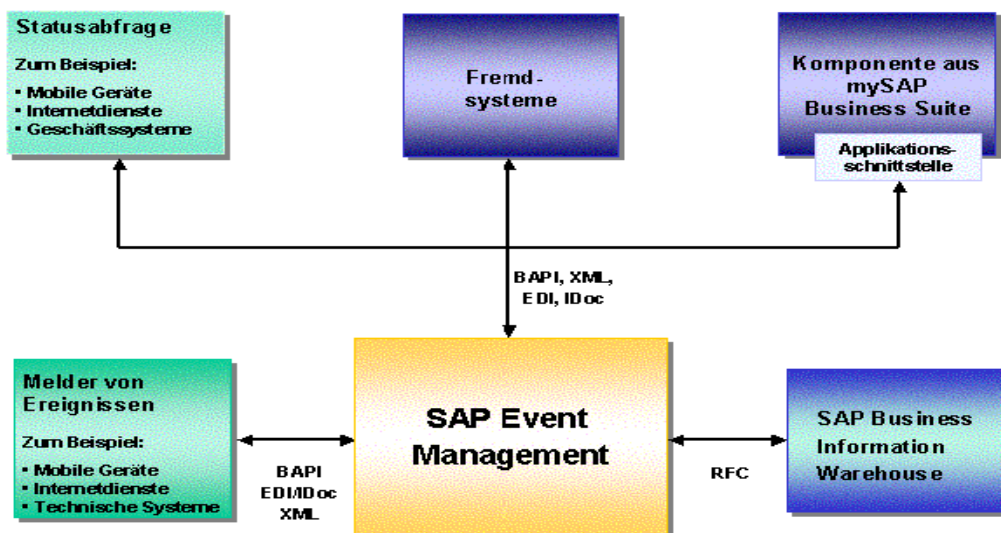 Statusabfrage
Zum Beispiel:
▪ Mobile Geräte
▪ Internetdienste
▪ Geschäftssysteme
Fremd-
systeme
Komponente aus
mySAP
Business Suite
Applikations-
schnittstelle
BAPI, XML,
EDI, IDoc
Melder von
Ereignissen
Zum Beispiel:
▪ Mobile Geräte
▪ Internetdienste
▪ Technische Systeme
BAPI
EDI/IDoc
XML
SAP Event
Management
RFC
SAP Business
Information
Warehouse